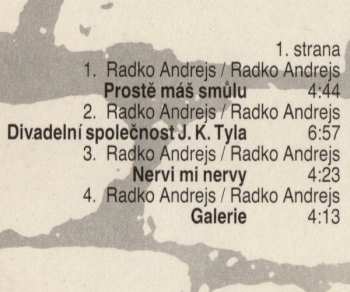 1. strana
1. Radko Andrejs / Radko Andrejs
Prostě máš smůlu 4:44
2. Radko Andrejs / Radko Andrejs
Divadelní společnost J. K. Tyla 6:57
3. Radko Andrejs / Radko Andrejs
Nervi mi nervy 4:23
4. Radko Andrejs / Radko Andrejs
Galerie 4:13